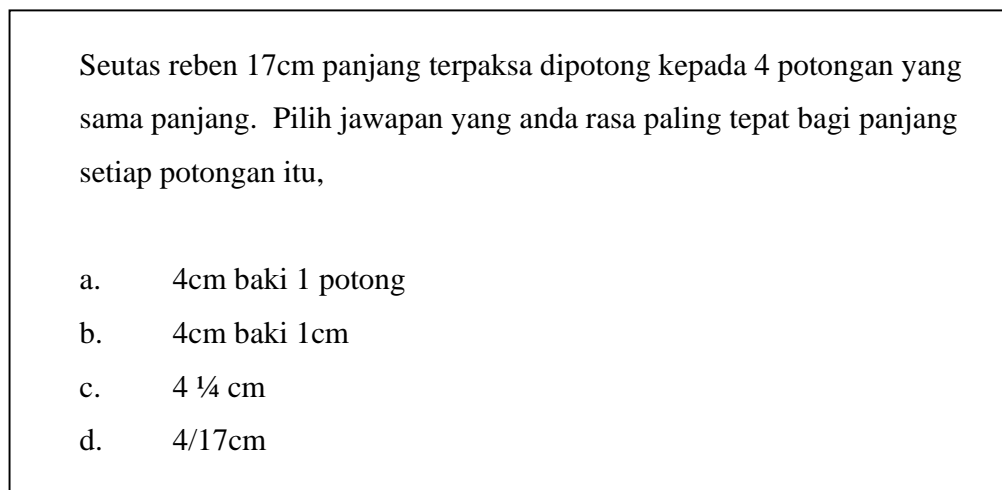 Seutas reben 17cm panjang terpaksa dipotong kepada 4 potongan yang
sama panjang.  Pilih jawapan yang anda rasa paling tepat bagi panjang
setiap potongan itu,
a. 4cm baki 1 potong
b. 4cm baki 1cm
c. 4 ¼ cm
d. 4/17cm